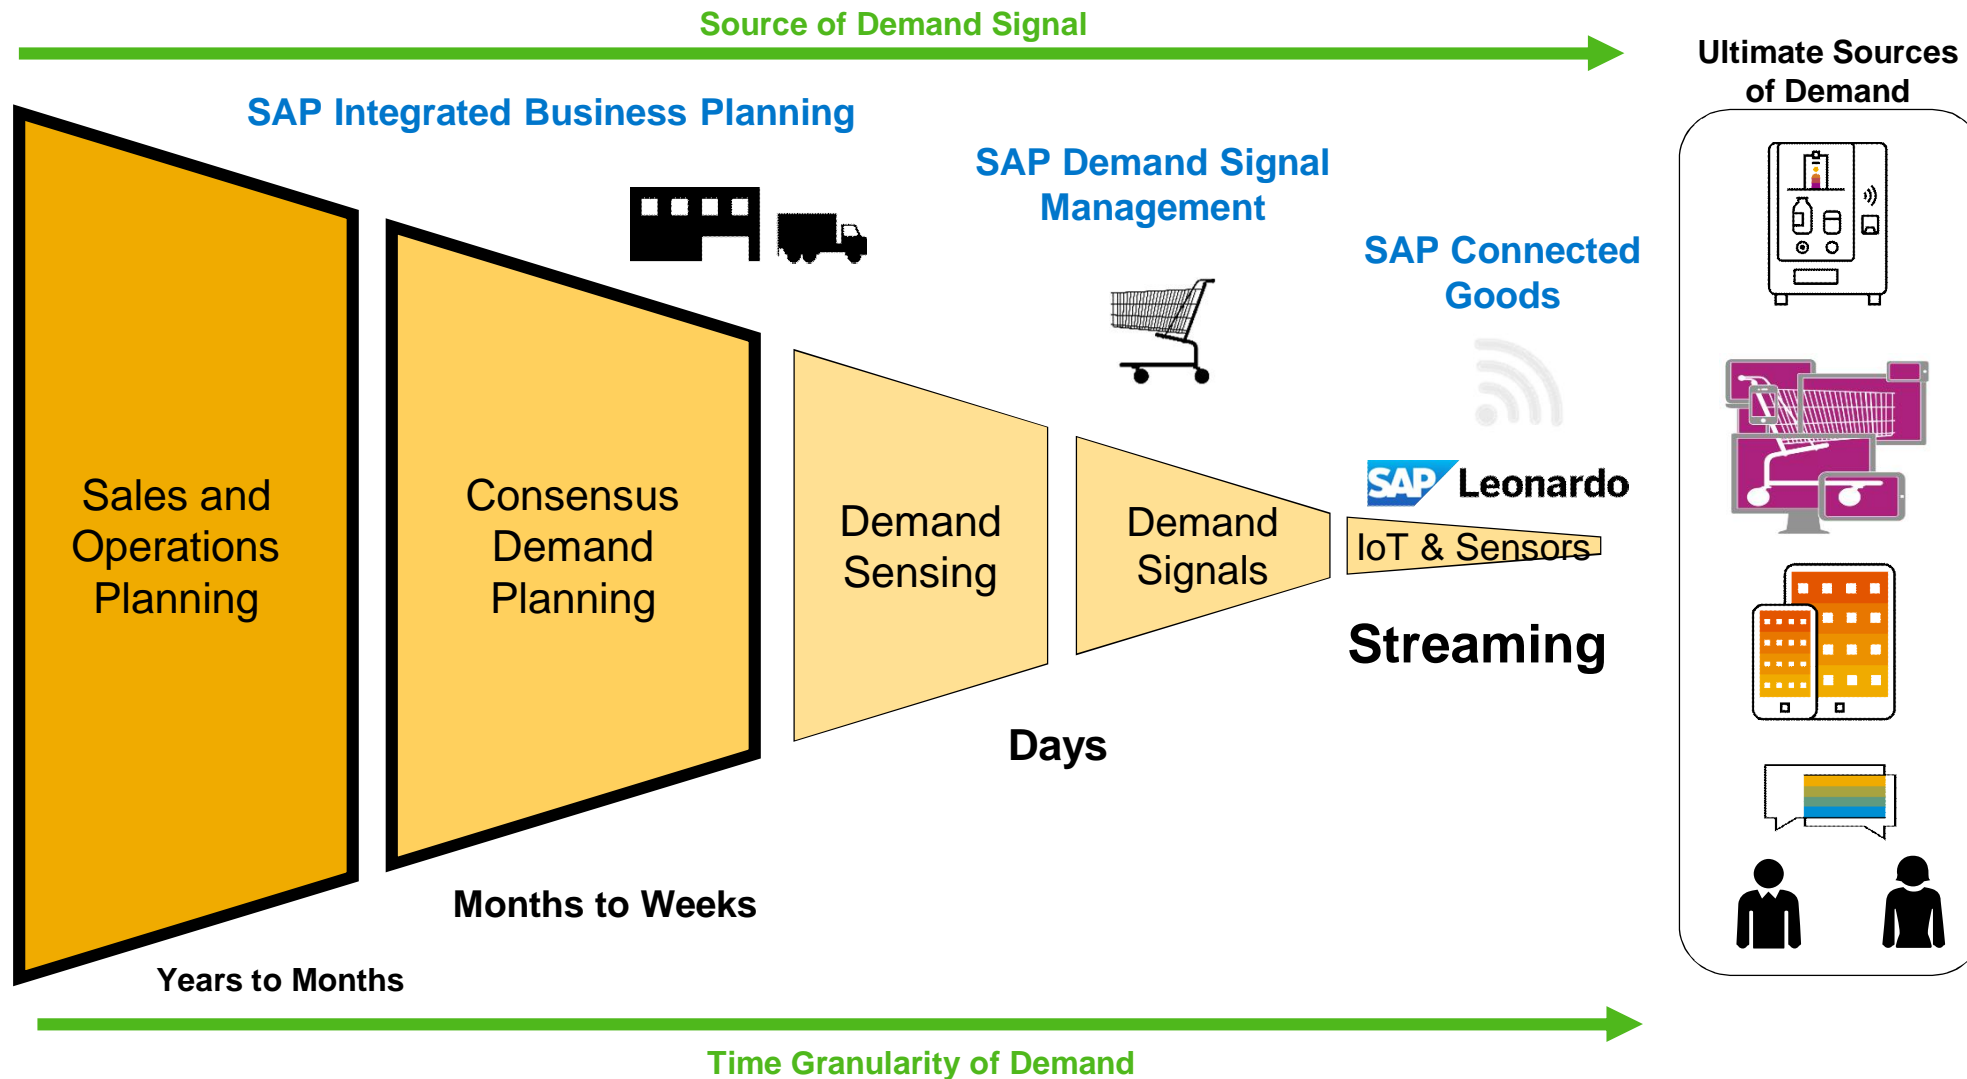 Source of Demand Signal
Ultimate Sources
of Demand
SAP Integrated Business Planning
SAP Demand Signal
Management
SAP Connected
Goods
SAP Leonardo
Sales and
Operations
Planning
Consensus
Demand
Planning
Demand
Sensing
Demand
Signals
IoT & Sensors
Streaming
Days
Months to Weeks
Years to Months
Time Granularity of Demand